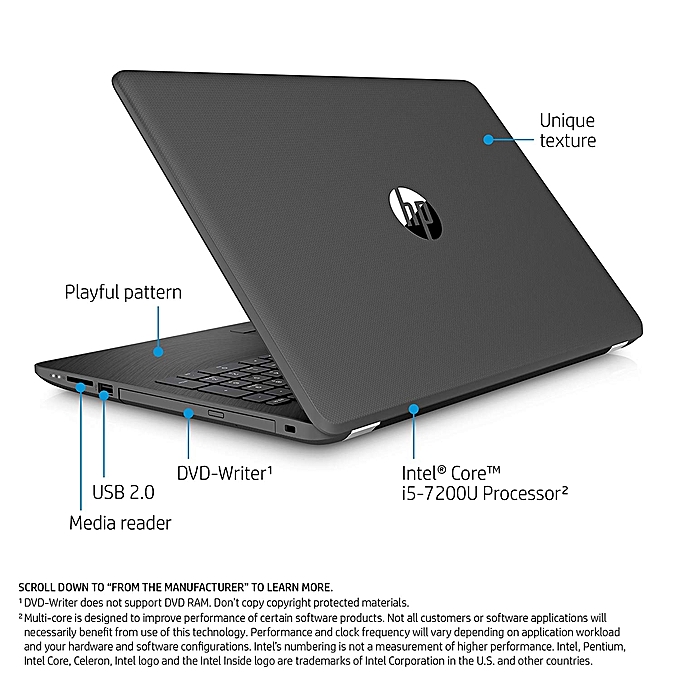 Unique
texture
hp
Playful pattern
DVD-Writer¹
Intel® Core™
i5-7200U Processor²
USB 2.0
Media reader
SCROLL DOWN TO “FROM THE MANUFACTURER” TO LEARN MORE.
¹ DVD-Writer does not support DVD RAM. Don’t copy copyright protected materials.
² Multi-core is designed to improve performance of certain software products. Not all customers or software applications will
necessarily benefit from use of this technology. Performance and clock frequency will vary depending on application workload
and your hardware and software configurations. Intel’s numbering is not a measurement of higher performance. Intel, Pentium,
Intel Core, Celeron, Intel logo and the Intel Inside logo are trademarks of Intel Corporation in the U.S. and other countries.